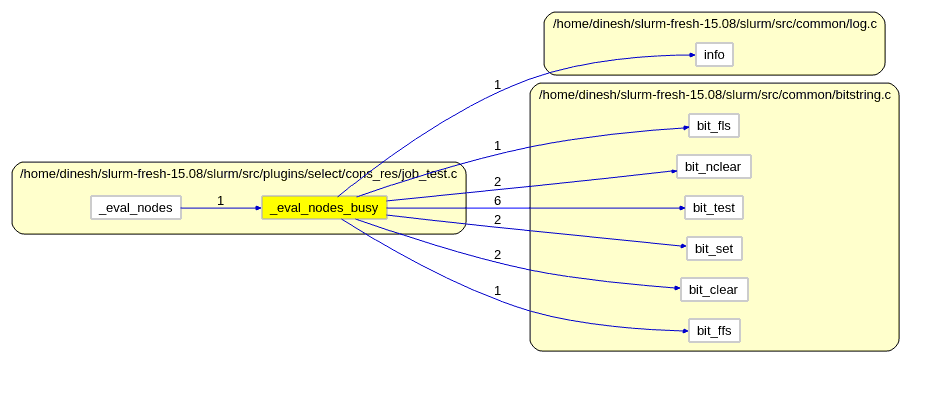 /home/dinesh/slurm-fresh-15.08/slurm/src/common/log.c
info
1
/home/dinesh/slurm-fresh-15.08/slurm/src/common/bitstring.c
bit_fls
1
/home/dinesh/slurm-fresh-15.08/slurm/src/plugins/select/cons_res/job_test.c
bit_nclear
2
_eval_nodes
1
_eval_nodes_busy
6
bit_test
2
bit_set
2
bit_clear
1
bit_ffs